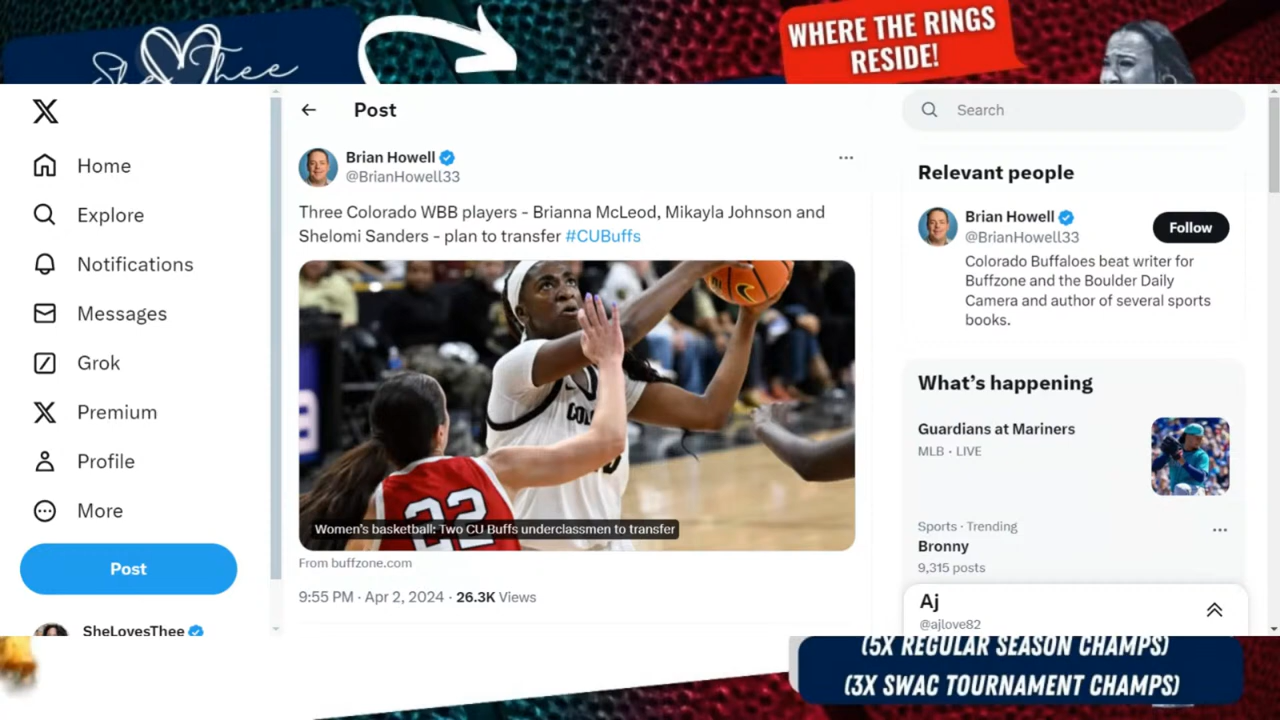 She Thee
WHERE THE RINGS
RESIDE!
Post
Search
Home
Explore
Notifications
Messages
Grok
Premium
Profile
More
Post
SheLovesThee
Brian Howell
@BrianHowell33
Three Colorado WBB players - Brianna McLeod, Mikayla Johnson and
Shelomi Sanders - plan to transfer #CUBuffs
22
Women's basketball: Two CU Buffs underclassmen to transfer
From buffzone.com
9:55 PM · Apr 2, 2024 · 26.3K Views
Relevant people
Brian Howell
@BrianHowell33
Follow
Colorado Buffaloes beat writer for
Buffzone and the Boulder Daily
Camera and author of several sports
books.
What's happening
Guardians at Mariners
MLB · LIVE
Sports · Trending
Bronny
9,315 posts
Aj
@ajlove82
(5X REGULAR SEASON CHAMPS)
(3X SWAC TOURNAMENT CHAMPS)